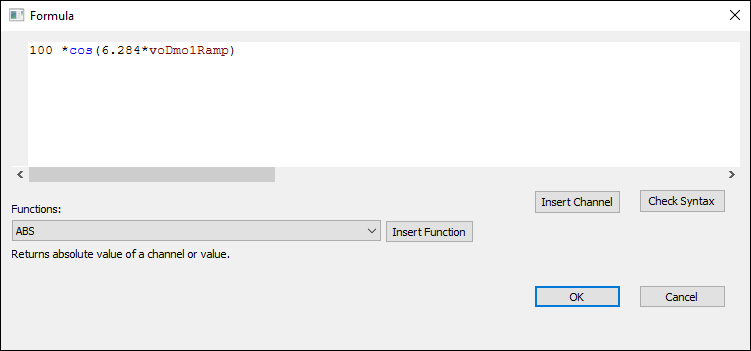 Formula
100 *cos(6.284*voDmo1Ramp)
Insert Channel
Check Syntax
Functions:
ABS
Insert Function
Returns absolute value of a channel or value.
OK
Cancel